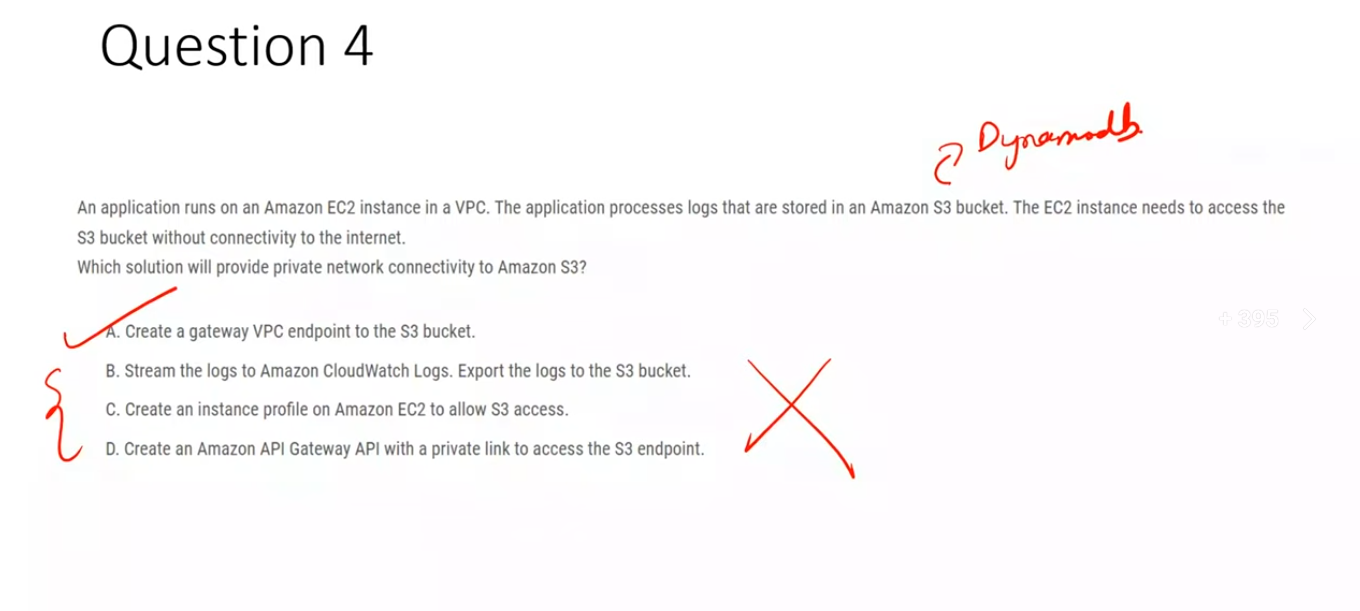 Question 4
Dynamodb
An application runs on an Amazon EC2 instance in a VPC. The application processes logs that are stored in an Amazon S3 bucket. The EC2 instance needs to access the
S3 bucket without connectivity to the internet.
Which solution will provide private network connectivity to Amazon S3?
+ 395
A. Create a gateway VPC endpoint to the S3 bucket.
B. Stream the logs to Amazon CloudWatch Logs. Export the logs to the S3 bucket.
C. Create an instance profile on Amazon EC2 to allow S3 access.
D. Create an Amazon API Gateway API with a private link to access the S3 endpoint.